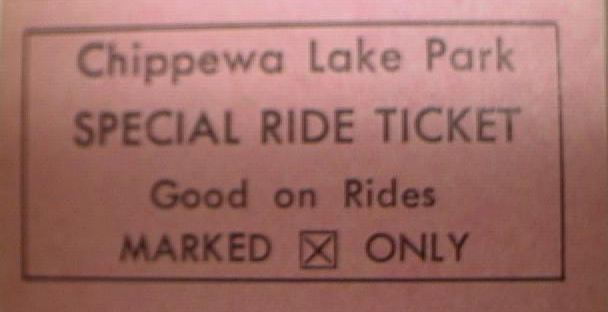 Chippewa Lake Park
SPECIAL RIDE TICKET
Good on Rides
MARKED ☒ ONLY